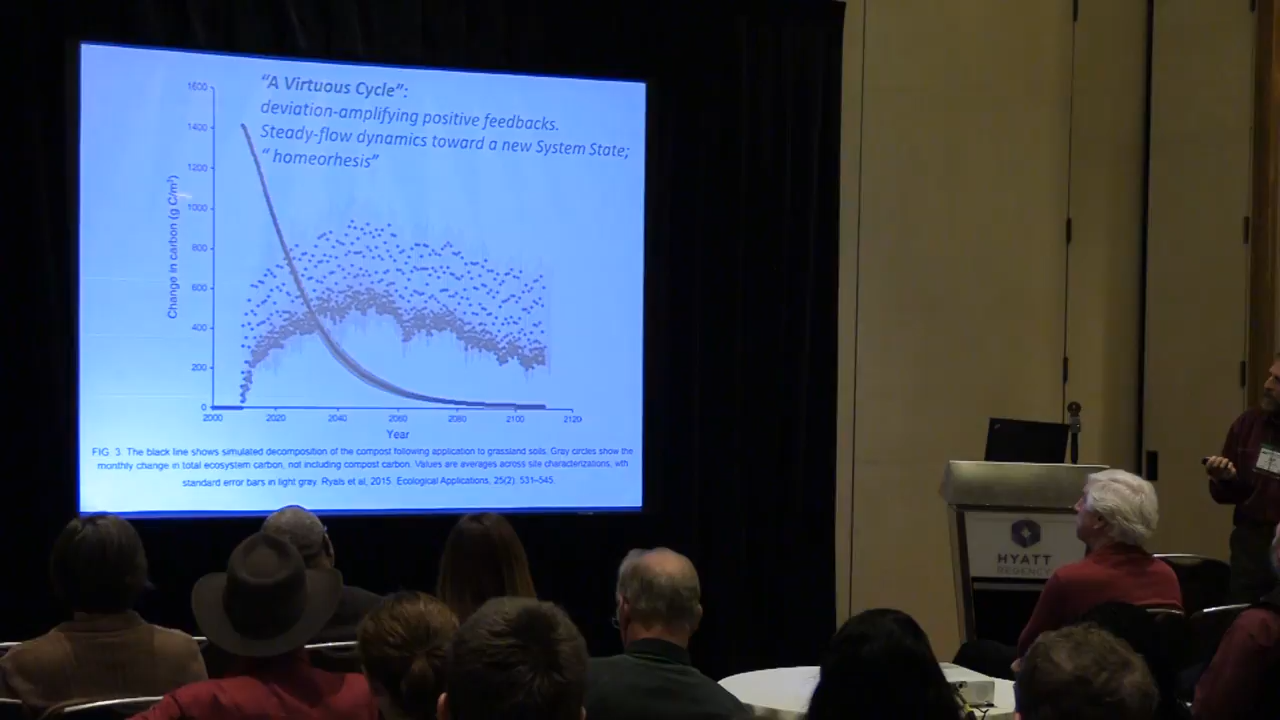 “A Virtuous Cycle”:
deviation-amplifying positive feedbacks.
Steady-flow dynamics toward a new System State;
“ homeorhesis”
1600
1400
1200
1000
800
600
400
200
0
Change in carbon (g C/m²)
2000 2020 2040 2060 2080 2100 2120
Year
FIG. 3. The black line shows simulated decomposition of the compost following application to grassland soils. Gray circles show the
monthly change in total ecosystem carbon, not including compost carbon. Values are averages across site characterizations, with
standard error bars in light gray. Ryals et al, 2015 Ecological Applications, 25(2) 531–545.
HYATT
REGENCY